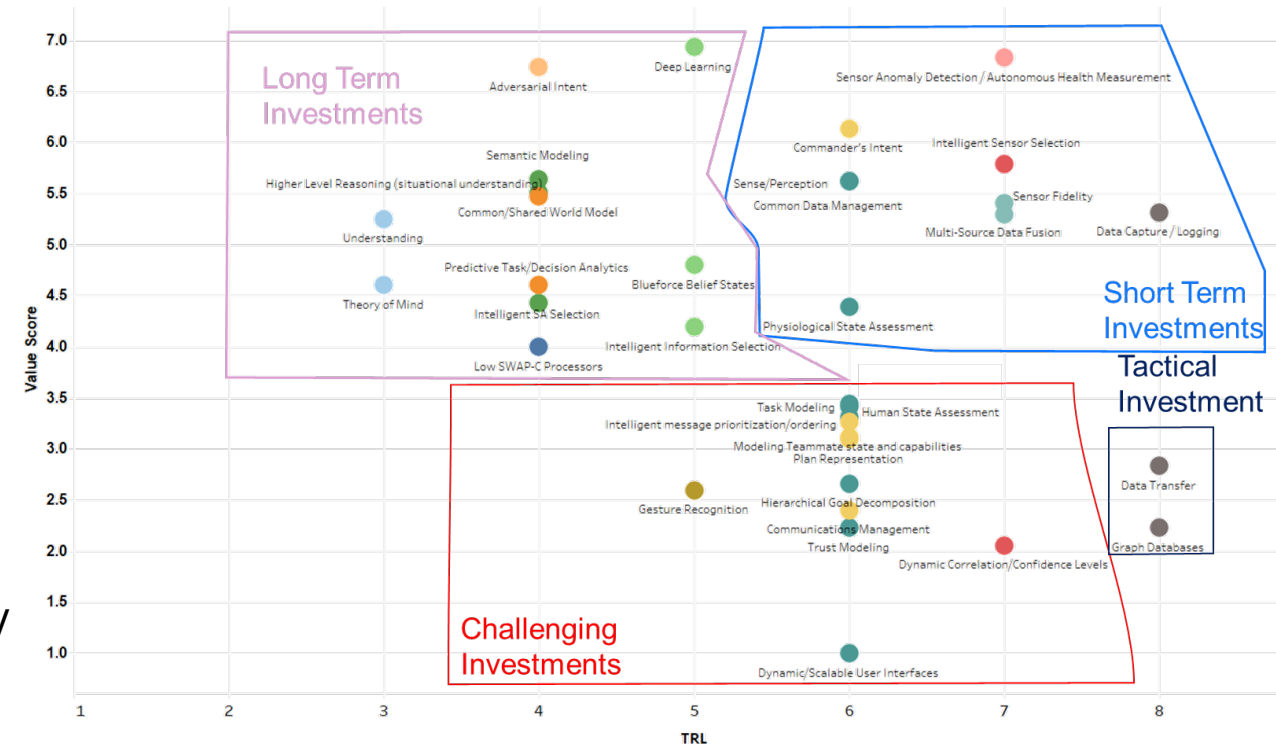 7.0
6.5
6.0
5.5
5.0
4.5
4.0
3.5
3.0
2.5
2.0
1.5
1.0
Value Score
y
Long Term
Investments
Deep Learning
Adversarial Intent
Semantic Modeling
Higher Level Reasoning (situational understanding)
Common/Shared World Model
Understanding
Predictive Task/Decision Analytics
Blueforce Belief States
Theory of Mind
Intelligent SA Selection
Intelligent Information Selection
Low SWAP-C Processors
Sensor Anomaly Detection / Autonomous Health Measurement
Commander's Intent
Intelligent Sensor Selection
Sense/Perception
Common Data Management
Sensor Fidelity
Multi-Source Data Fusion
Data Capture / Logging
Physiological State Assessment
Short Term
Investments
Tactical
Investment
Data Transfer
Graph Databases
Task Modeling
Human State Assessment
Intelligent message prioritization/ordering
Modeling Teammate state and capabilities
Plan Representation
Gesture Recognition
Hierarchical Goal Decomposition
Communications Management
Trust Modeling
Dynamic Correlation/Confidence Levels
Challenging
Investments
Dynamic/Scalable User Interfaces
1 2 3 4 5 6 7 8
TRL